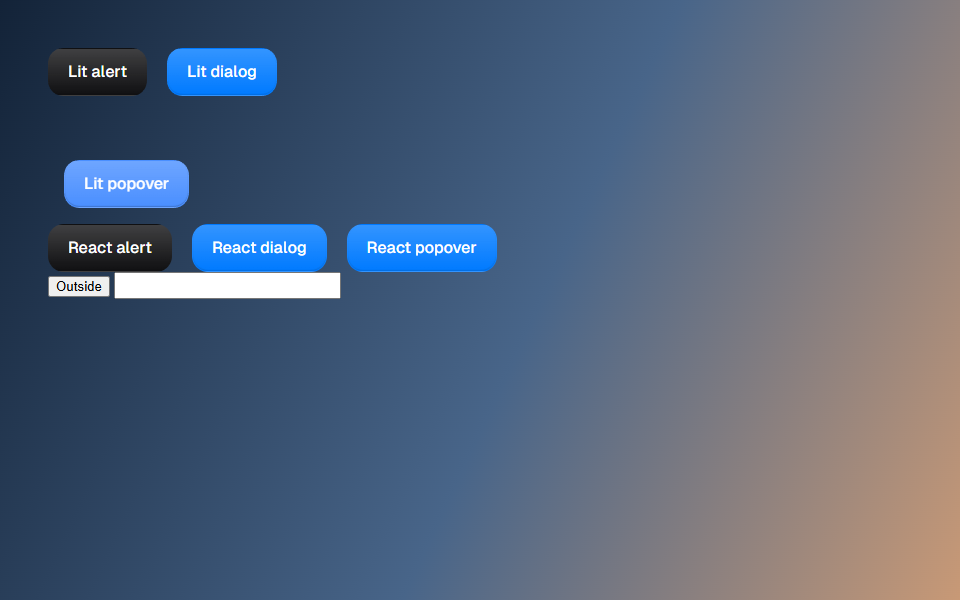 Lit alert
Lit dialog
Lit popover
React alert
React dialog
React popover
Outside